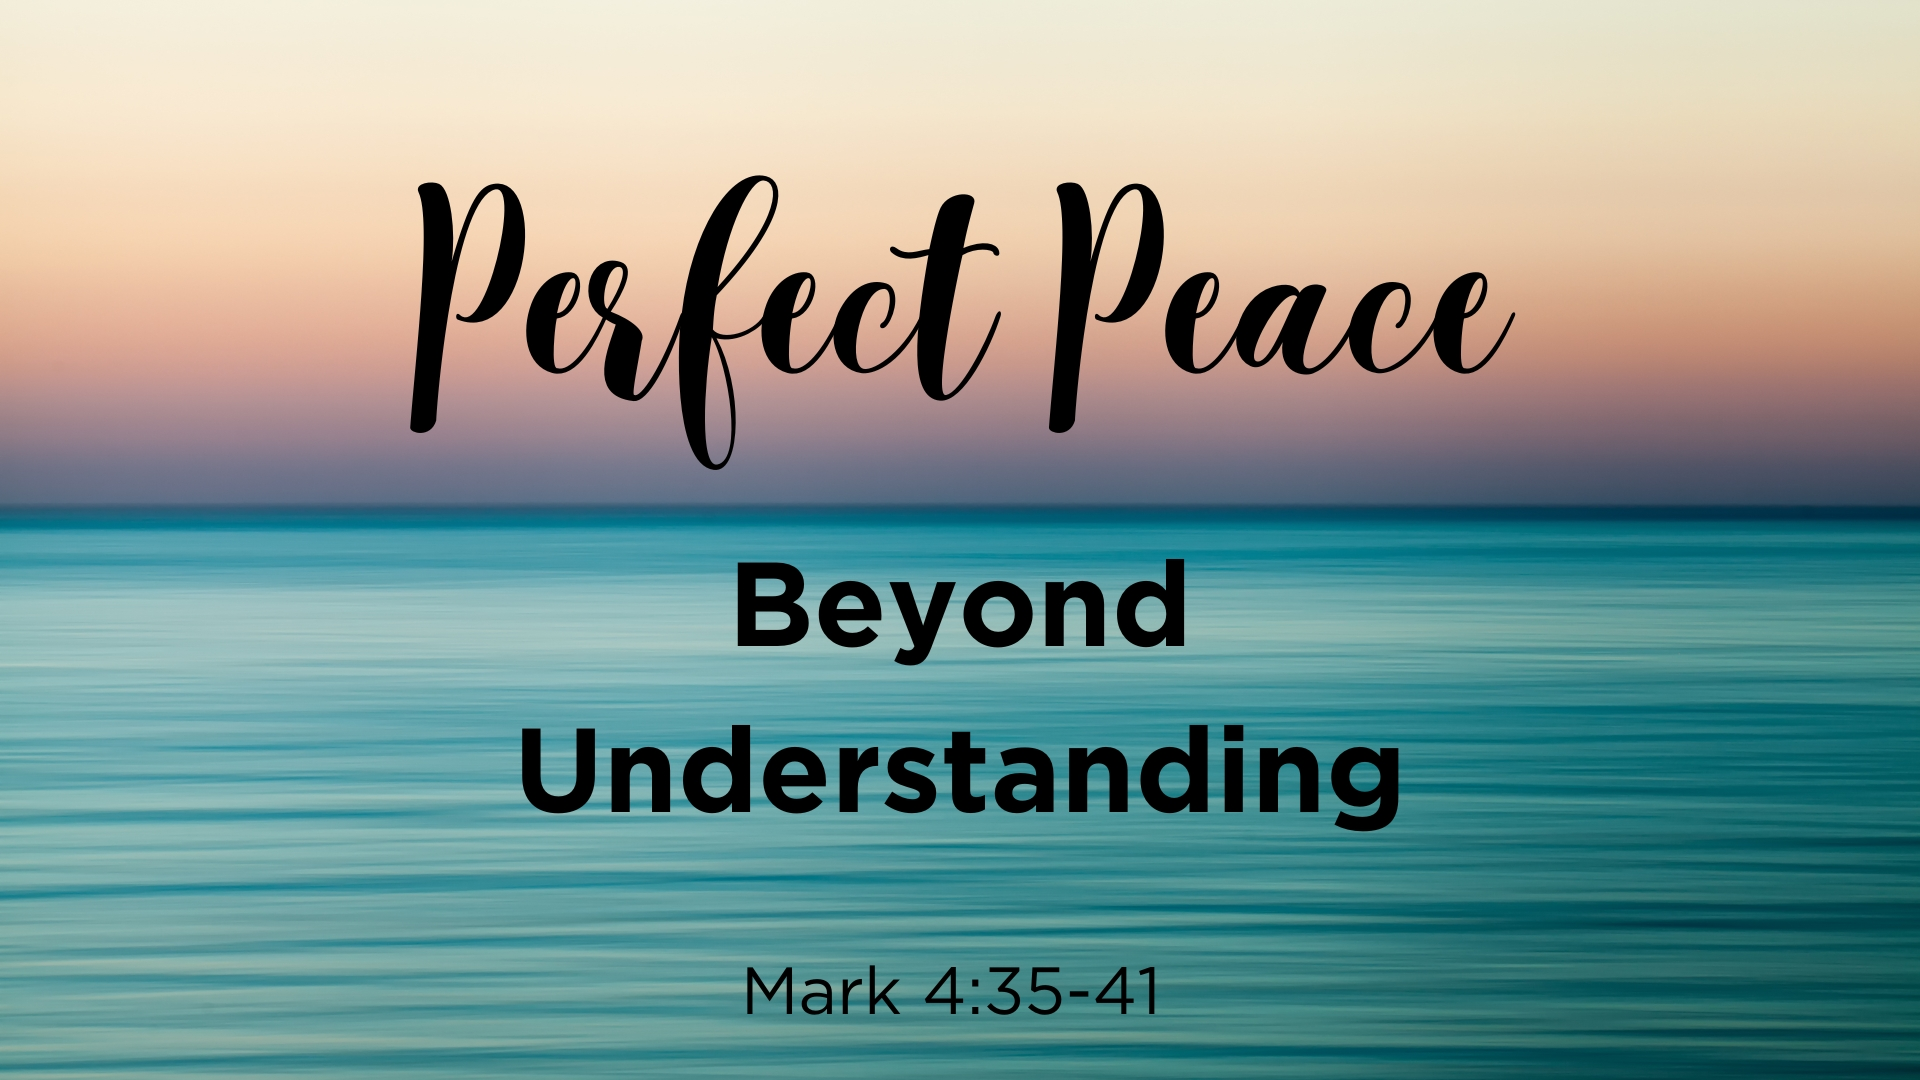 Perfect Peace
Beyond
Understanding
Mark 4:35-41